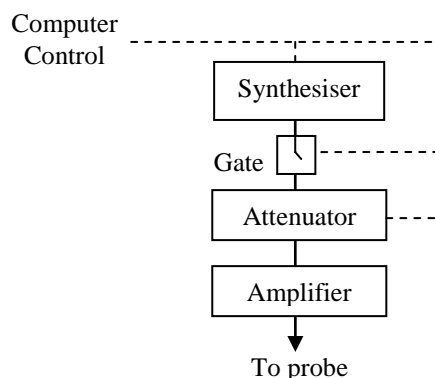 Computer
Control
Synthesiser
Gate
Attenuator
Amplifier
To probe